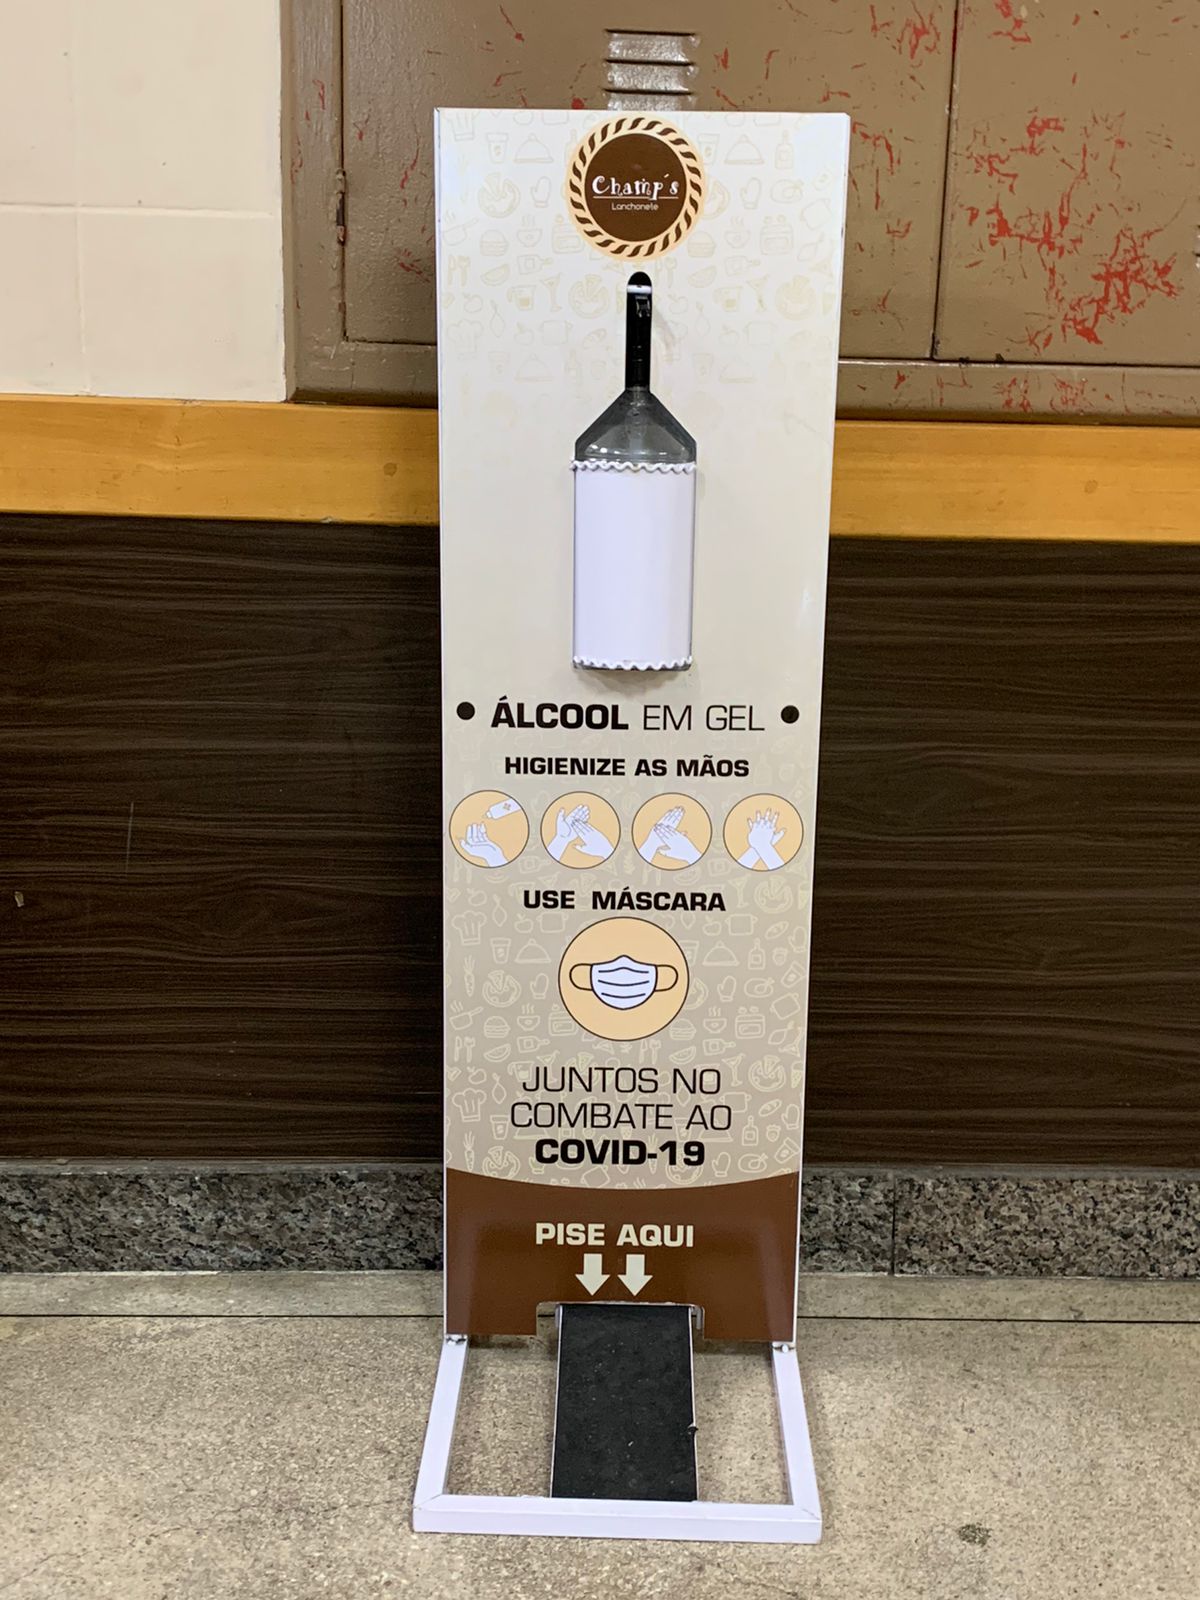 Champ's
Lanchonete
• ÁLCOOL EM GEL •
HIGIENIZE AS MÃOS
USE MÁSCARA
JUNTOS NO
COMBATE AO
COVID-19
PISE AQUI